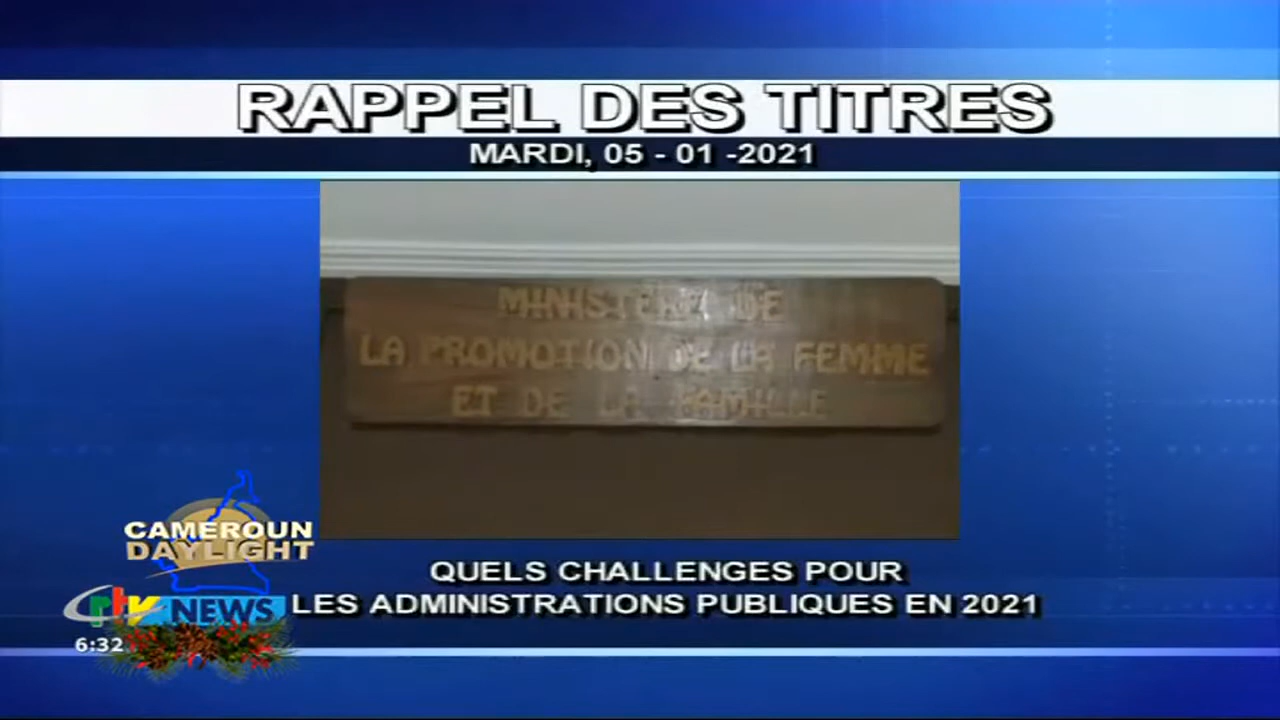 RAPPEL DES TITRES
MARDI, 05 - 01 -2021
MINISTERE DE
LA PROMOTION DE LA FEMME
ET DE LA FAMILLE
CAMEROUN
DAYLIGHT
QUELS CHALLENGES POUR
LES ADMINISTRATIONS PUBLIQUES EN 2021
crtv NEWS
6:32